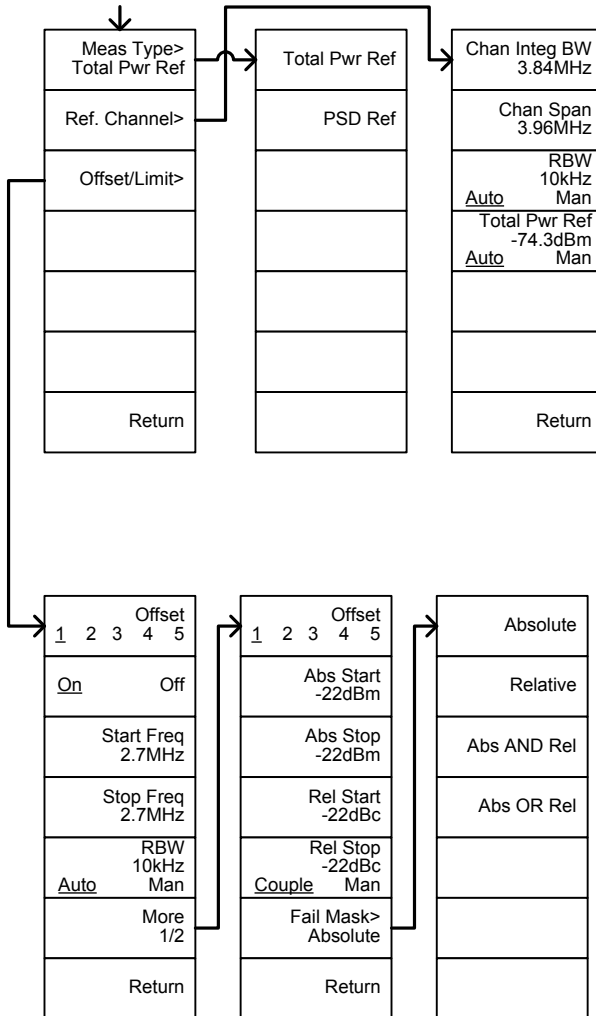 Meas Type>
Total Pwr Ref
Ref. Channel>
Offset/Limit>
Return
Total Pwr Ref
PSD Ref
Chan Integ BW
3.84MHz
Chan Span
3.96MHz
RBW
10kHz
Auto Man
Total Pwr Ref
-74.3dBm
Auto Man
Return
Offset
1 2 3 4 5
On Off
Start Freq
2.7MHz
Stop Freq
2.7MHz
RBW
10kHz
Auto Man
More
1/2
Return
Offset
1 2 3 4 5
Abs Start
-22dBm
Abs Stop
-22dBm
Rel Start
-22dBc
Rel Stop
-22dBc
Couple Man
Fail Mask>
Absolute
Return
Absolute
Relative
Abs AND Rel
Abs OR Rel